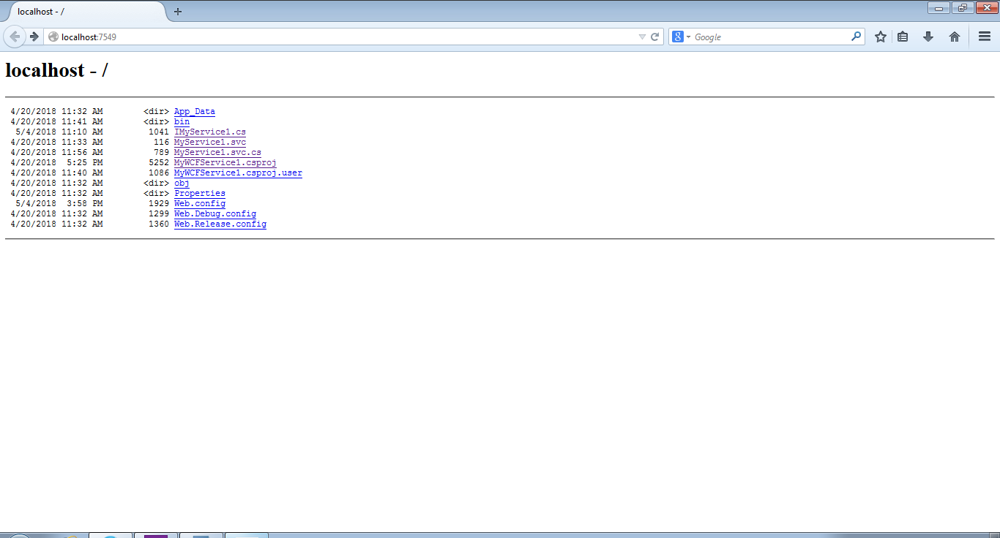 localhost - /
localhost:7549
8 Google
localhost - /
4/20/2018 11:32 AM <dir> App_Data
4/20/2018 11:41 AM <dir> bin
5/4/2018 11:10 AM 1041 IMyService1.cs
4/20/2018 11:33 AM 116 MyService1.svc
4/20/2018 11:56 AM 789 MyService1.svc.cs
4/20/2018 5:25 PM 5252 MyWCFService1.csproj
4/20/2018 11:40 AM 1086 MyWCFService1.csproj.user
4/20/2018 11:32 AM <dir> obj
4/20/2018 11:32 AM <dir> Properties
5/4/2018 3:58 PM 1929 Web.config
4/20/2018 11:32 AM 1299 Web.Debug.config
4/20/2018 11:32 AM 1360 Web.Release.config